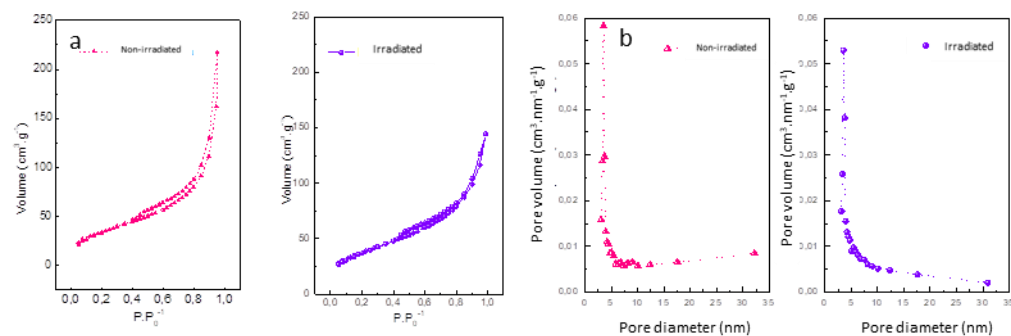 a
Non-irradiated
Volume (cm³.g⁻¹)
250
200
150
100
50
0
0,0 0,2 0,4 0,6 0,8 1,0
P.P₀⁻¹
Irradiated
Volume (cm³.g⁻¹)
250
200
150
100
50
0
0,0 0,2 0,4 0,6 0,8 1,0
P.P₀⁻¹
b
Non-irradiated
Pore volume (cm³.nm⁻¹.g⁻¹)
0,06
0,05
0,04
0,03
0,02
0,01
0,00
0 5 10 15 20 25 30 35
Pore diameter (nm)
Irradiated
Pore volume (cm³.nm⁻¹.g⁻¹)
0,06
0,05
0,04
0,03
0,02
0,01
0,00
0 5 10 15 20 25 30 35
Pore diameter (nm)